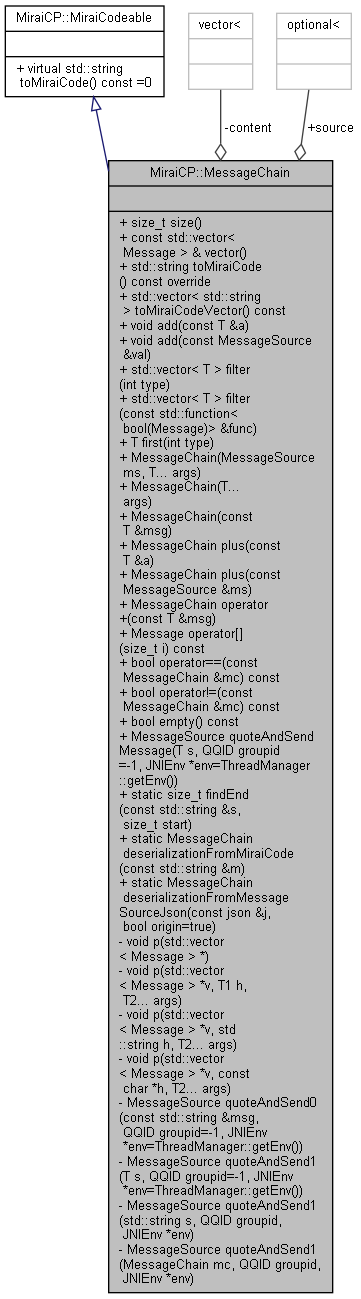 MiraiCP::MiraiCodeable
+ virtual std::string
toMiraiCode() const =0
vector<
optional<
-content
+source
MiraiCP::MessageChain
+ size_t size()
+ const std::vector<
Message > & vector()
+ std::string toMiraiCode
() const override
+ std::vector< std::string
> toMiraiCodeVector() const
+ void add(const T &a)
+ void add(const MessageSource
&val)
+ std::vector< T > filter
(int type)
+ std::vector< T > filter
(const std::function<
bool(Message)> &func)
+ T first(int type)
+ MessageChain(MessageSource
ms, T... args)
+ MessageChain(T...
args)
+ MessageChain(const
T &msg)
+ MessageChain plus(const
T &a)
+ MessageChain plus(const
MessageSource &ms)
+ MessageChain operator
+(const T &msg)
+ Message operator[]
(size_t i) const
+ bool operator==(const
MessageChain &mc) const
+ bool operator!=(const
MessageChain &mc) const
+ bool empty() const
+ MessageSource quoteAndSend
Message(T s, QQID groupid
=-1, JNIEnv *env=ThreadManager
::getEnv())
+ static size_t findEnd
(const std::string &s,
size_t start)
+ static MessageChain
deserializationFromMiraiCode
(const std::string &m)
+ static MessageChain
deserializationFromMessage
SourceJson(const json &j,
bool origin=true)
- void p(std::vector
< Message > *)
- void p(std::vector
< Message > *v, T1 h,
T2... args)
- void p(std::vector
< Message > *v, std
::string h, T2... args)
- void p(std::vector
< Message > *v, const
char *h, T2... args)
- MessageSource quoteAndSend0
(const std::string &msg,
QQID groupid=-1, JNIEnv
*env=ThreadManager::getEnv())
- MessageSource quoteAndSend1
(T s, QQID groupid=-1, JNIEnv
*env=ThreadManager::getEnv())
- MessageSource quoteAndSend1
(std::string s, QQID groupid,
JNIEnv *env)
- MessageSource quoteAndSend1
(MessageChain mc, QQID groupid,
JNIEnv *env)